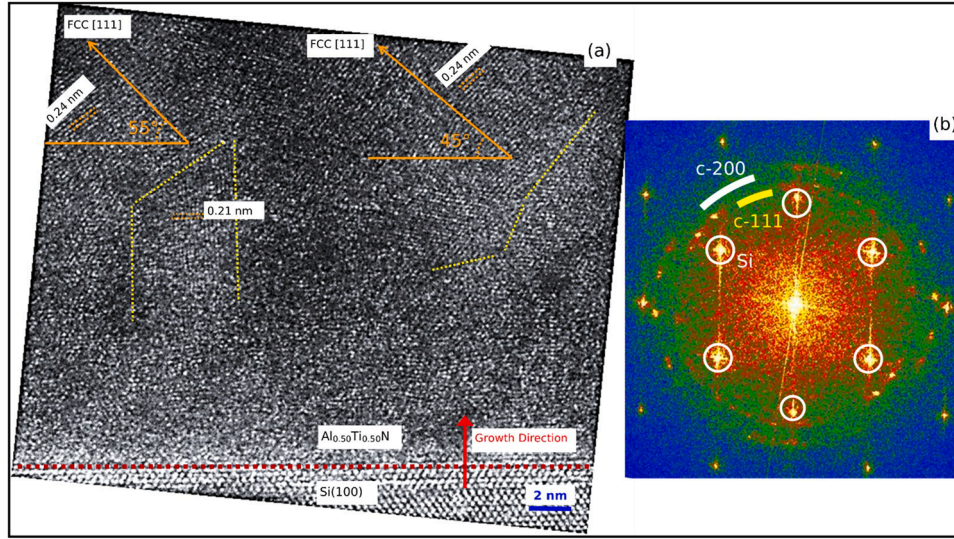 FCC [111]
FCC [111]
(a)
0.24 nm
0.24 nm
55°
45°
0.21 nm
Al0.50Ti0.50N
Growth Direction
Si(100)
2 nm
(b)
c-200
c-111
Si